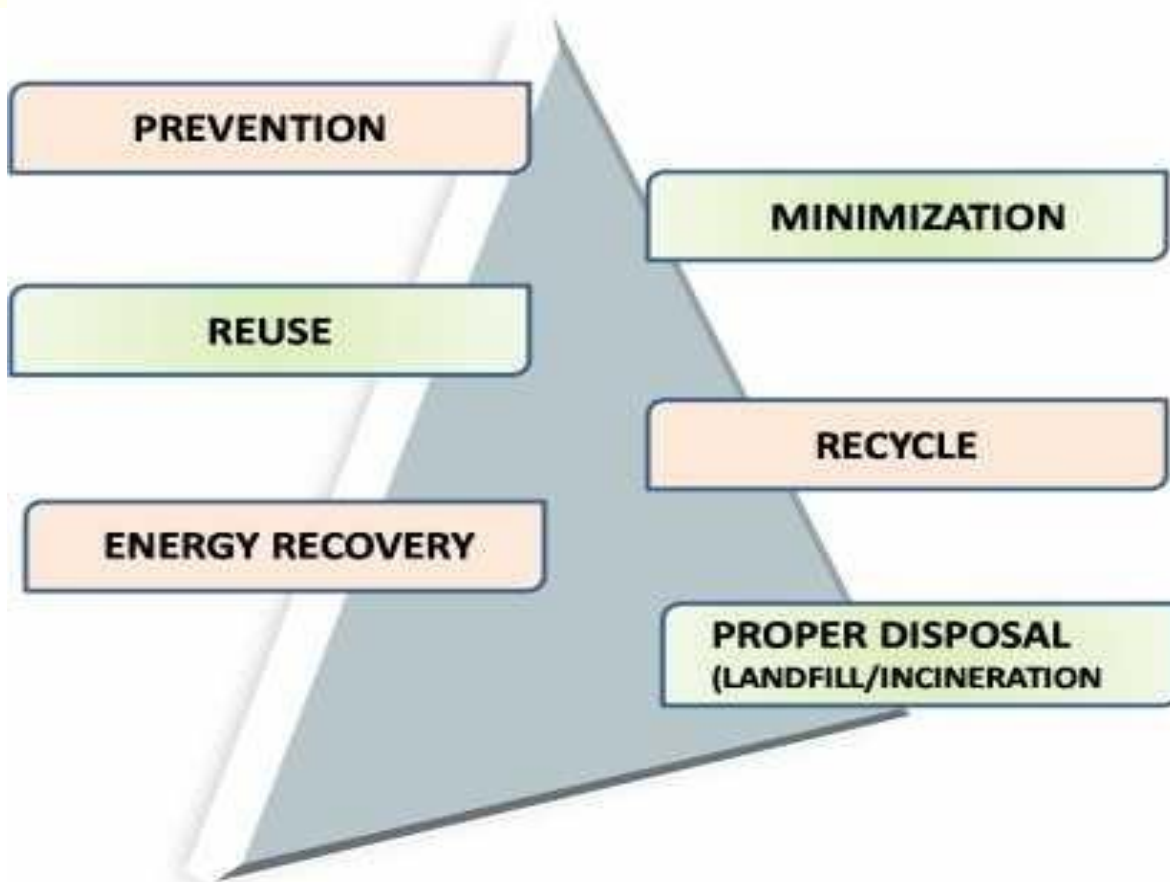 PREVENTION
MINIMIZATION
REUSE
RECYCLE
ENERGY RECOVERY
PROPER DISPOSAL
(LANDFILL/INCINERATION